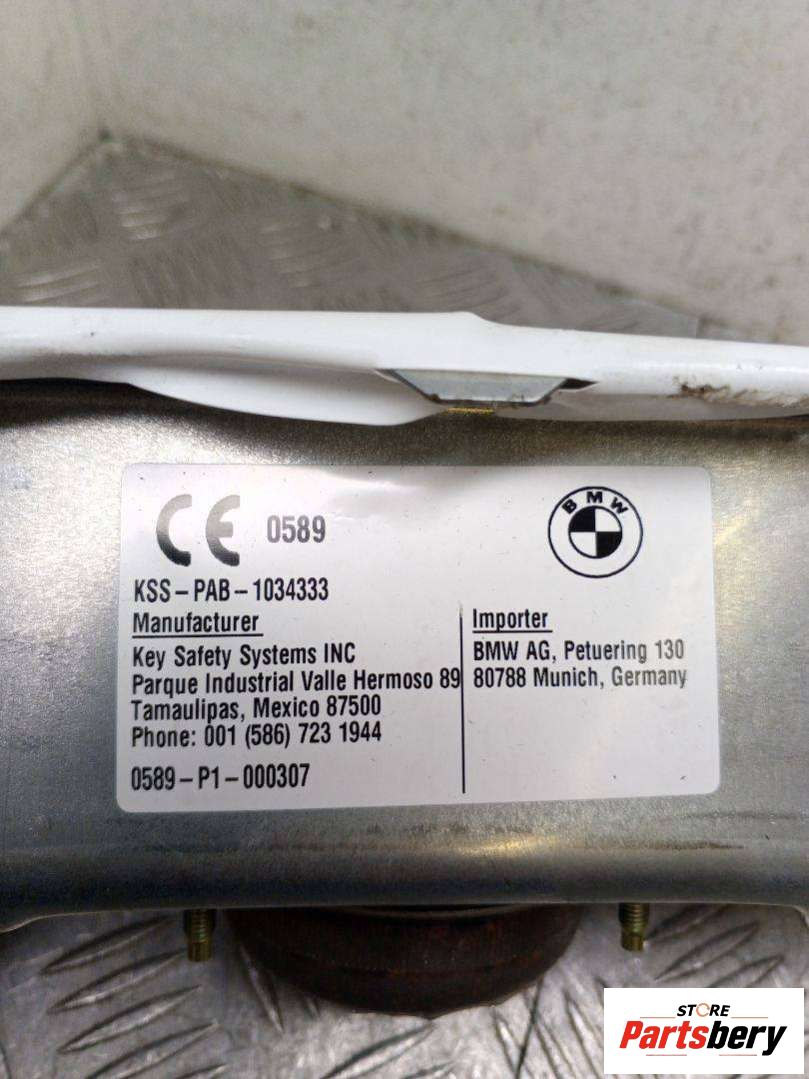 CE 0589
BMW
KSS-PAB-1034333
Manufacturer
Key Safety Systems INC
Parque Industrial Valle Hermoso 89
Tamaulipas, Mexico 87500
Phone: 001 (586) 723 1944
0589-P1-000307
Importer
BMW AG, Petuering 130
80788 Munich, Germany
STORE
Partsbery